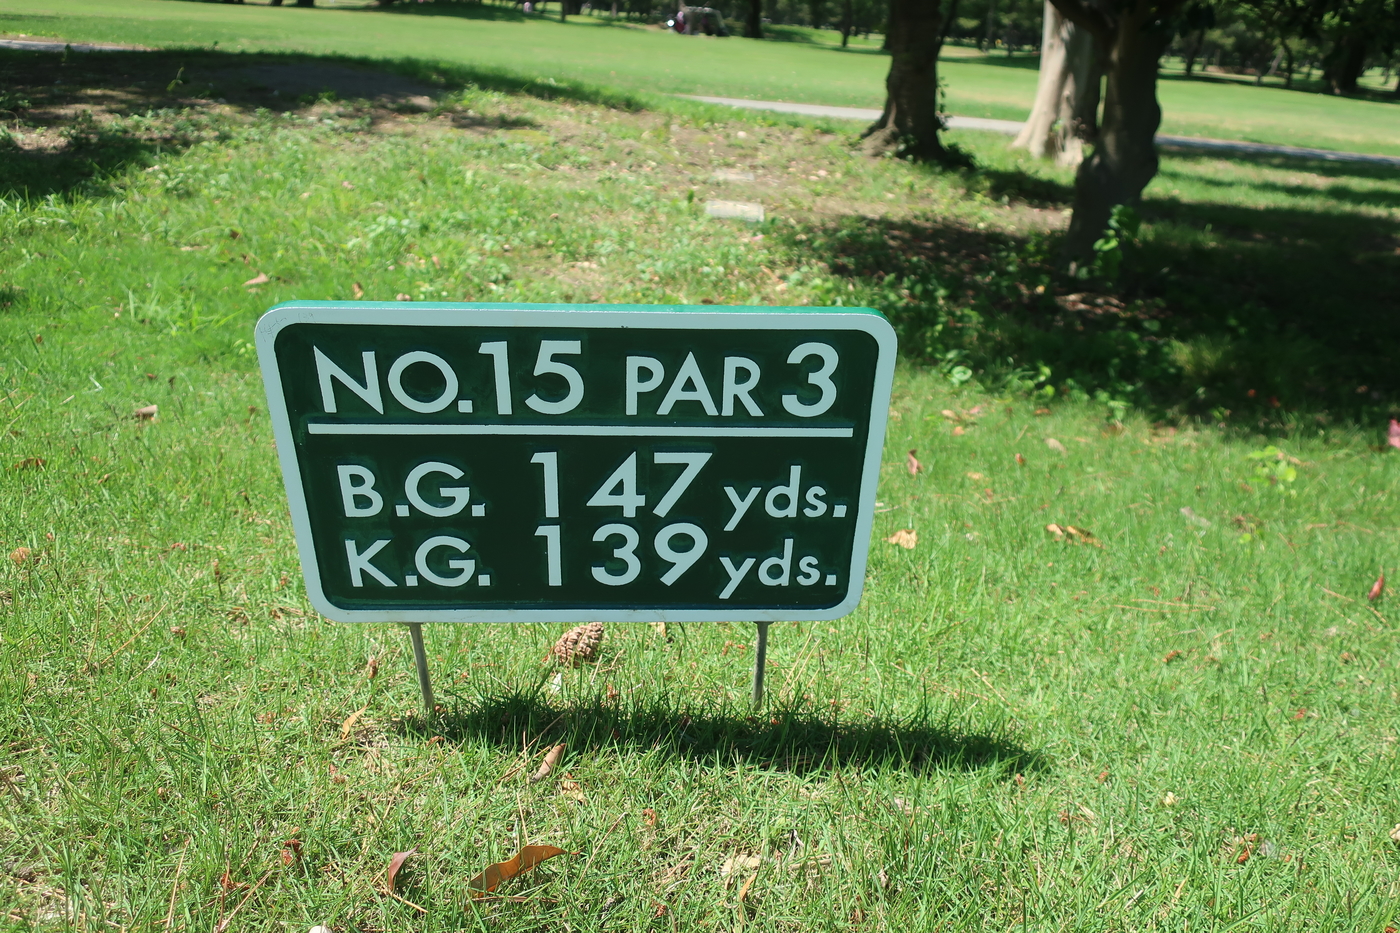 NO.15 PAR 3
B.G. 147 yds.
K.G. 139 yds.